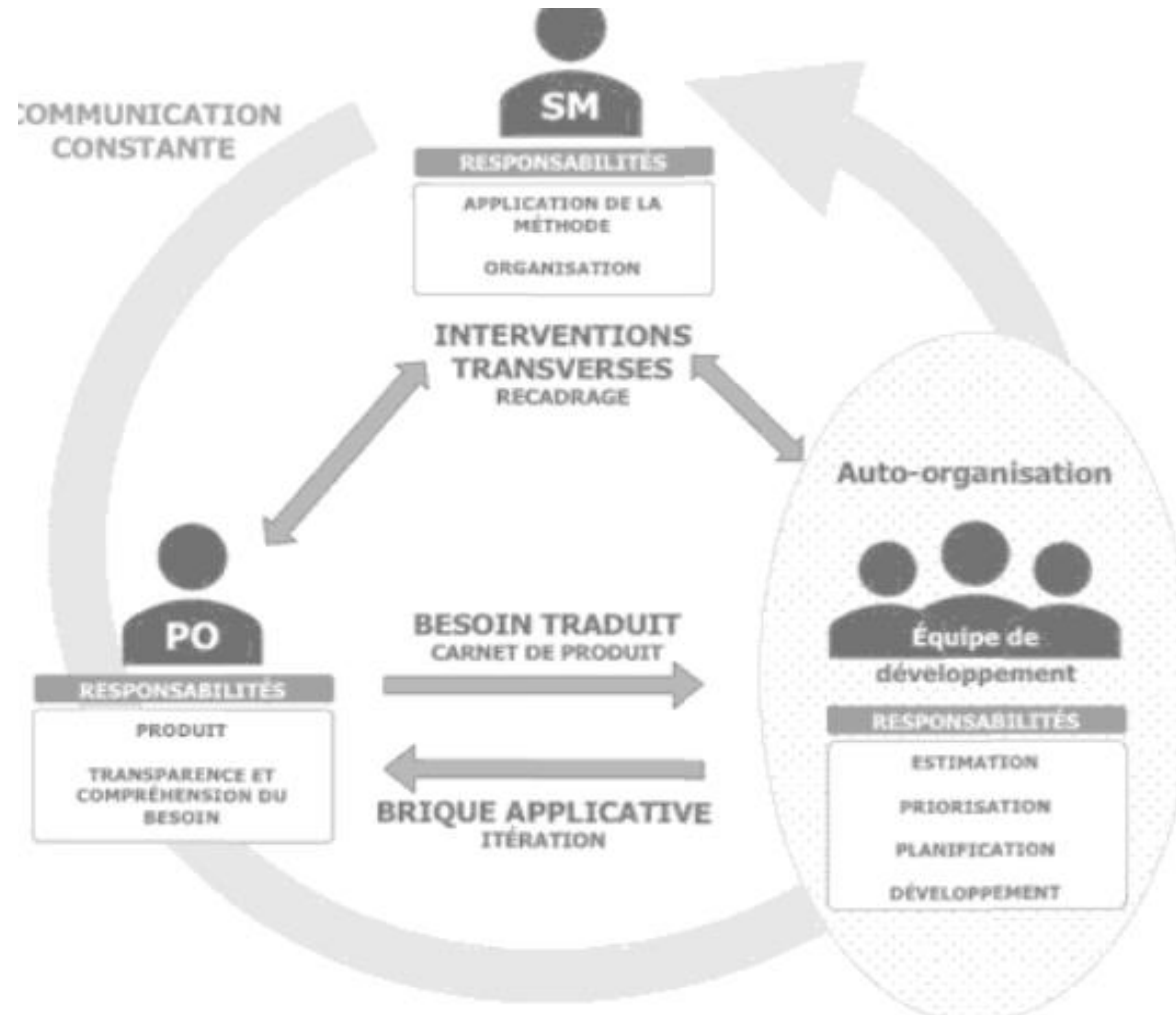 COMMUNICATION
CONSTANTE
SM
RESPONSABILITÉS
APPLICATION DE LA
MÉTHODE
ORGANISATION
INTERVENTIONS
TRANSVERSES
RECADRAGE
Auto-organisation
Équipe de
développement
RESPONSABILITÉS
ESTIMATION
PRIORISATION
PLANIFICATION
DÉVELOPPEMENT
PO
RESPONSABILITÉS
PRODUIT
TRANSPARENCE ET
COMPRÉHENSION DU
BESOIN
BESOIN TRADUIT
CARNET DE PRODUIT
BRIQUE APPLICATIVE
ITÉRATION